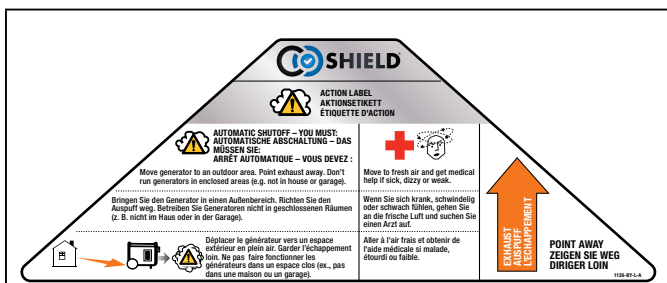 CO SHIELD®
ACTION LABEL
AKTIONSETIKETT
ÉTIQUETTE D'ACTION
AUTOMATIC SHUTOFF – YOU MUST:
AUTOMATISCHE ABSCHALTUNG – DAS
MÜSSEN SIE:
ARRÊT AUTOMATIQUE – VOUS DEVEZ :
Move generator to an outdoor area. Point exhaust away. Don't
run generators in enclosed areas (e.g. not in house or garage).
Move to fresh air and get medical
help if sick, dizzy or weak.
Bringen Sie den Generator in einen Außenbereich. Richten Sie den
Auspuff weg. Betreiben Sie Generatoren nicht in geschlossenen Räumen
(z. B. nicht im Haus oder in der Garage).
Wenn Sie sich krank, schwindelig
oder schwach fühlen, gehen Sie
an die frische Luft und suchen Sie
einen Arzt auf.
Déplacer le générateur vers un espace
extérieur en plein air. Garder l'échappement
loin. Ne pas faire fonctionner les
générateurs dans un espace clos (ex., pas
dans une maison ou un garage).
Aller à l'air frais et obtenir de
l'aide médicale si malade,
étourdi ou faible.
EXHAUST
AUSPUFF
L'ÉCHAPPEMENT
POINT AWAY
ZEIGEN SIE WEG
DIRIGER LOIN
1126-BY-L-A